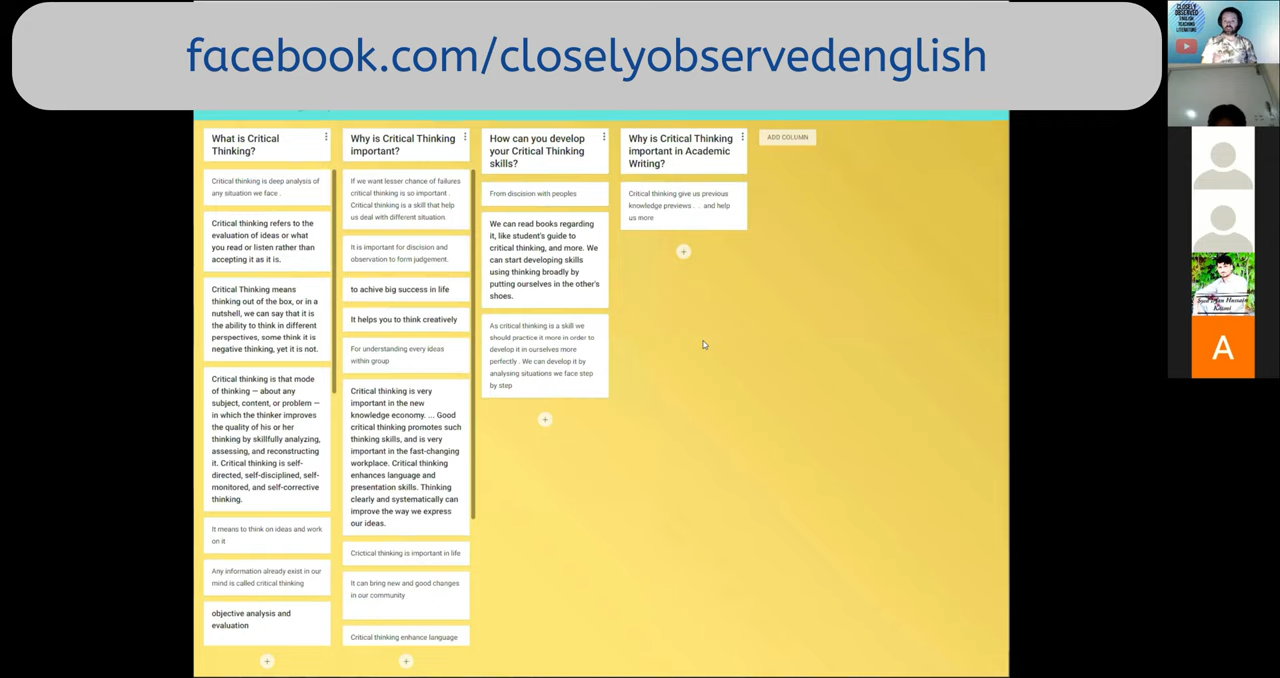 facebook.com/closelyobservedenglish
What is Critical
Thinking?
Critical thinking is deep analysis of
any situation we face .
Critical thinking refers to the
evaluation of ideas or what
you read or listen rather than
accepting it as it is.
Critical Thinking means
thinking out of the box, or in a
nutshell, we can say that it is
the ability to think in different
perspectives, some think it is
negative thinking, yet it is not.
Critical thinking is that mode
of thinking — about any
subject, content, or problem —
in which the thinker improves
the quality of his or her
thinking by skillfully analyzing,
assessing, and reconstructing
it. Critical thinking is self-
directed, self-disciplined, self-
monitored, and self-corrective
thinking.
It means to think on ideas and work
on it
Any information already exist in our
mind is called critical thinking
objective analysis and
evaluation
Why is Critical Thinking
important?
If we want lesser chance of failures
critical thinking is so important .
Critical thinking is a skill that help
us deal with different situation.
It is important for discision and
observation to form judgement.
to achive big success in life
It helps you to think creatively
For understanding every ideas
within group
Critical thinking is very
important in the new
knowledge economy. ... Good
critical thinking promotes such
thinking skills, and is very
important in the fast-changing
workplace. Critical thinking
enhances language and
presentation skills. Thinking
clearly and systematically can
improve the way we express
our ideas.
Crictical thinking is important in life
It can bring new and good changes
in our community
Critical thinking enhance language
How can you develop
your Critical Thinking
skills?
From discision with peoples
We can read books regarding
it, like student's guide to
critical thinking, and more. We
can start developing skills
using thinking broadly by
putting ourselves in the other's
shoes.
As critical thinking is a skill we
should practice it more in order to
develop it in ourselves more
perfectly . We can develop it by
analysing situations we face step
by step
Why is Critical Thinking
important in Academic
Writing?
Critical thinking give us previous
knowledge previews . . and help
us more
ADD COLUMN
CLOSELY
OBSERVED
ENGLISH
TEACHING
LITERATURE
A